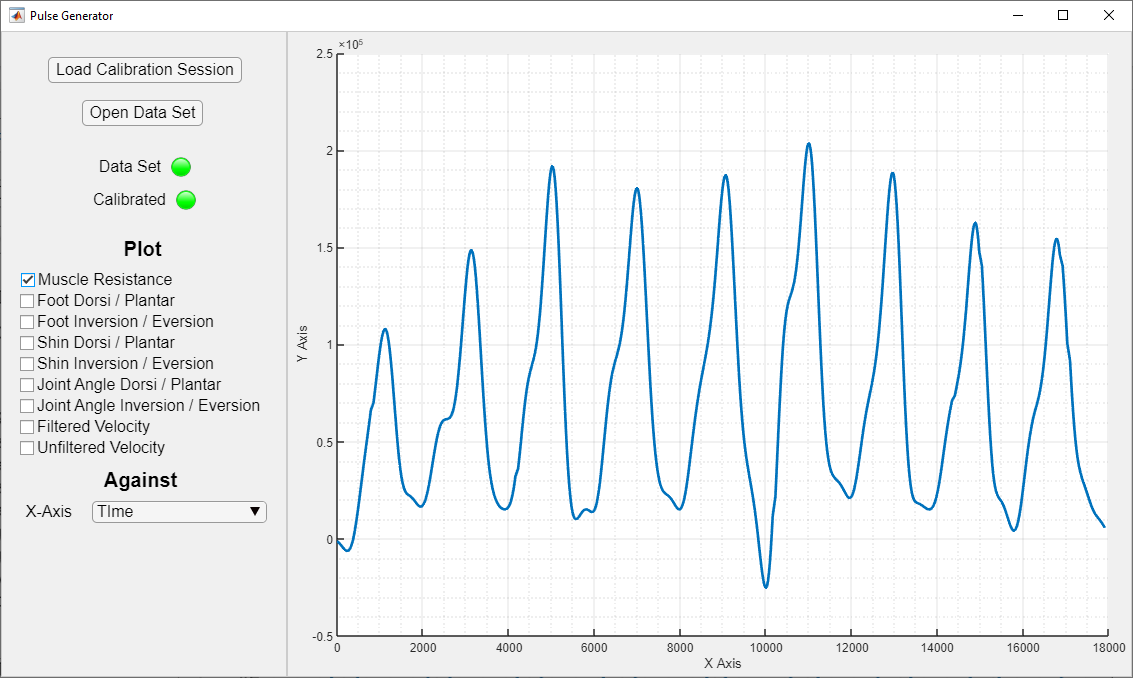 Pulse Generator
Load Calibration Session
Open Data Set
Data Set
Calibrated
Plot
Muscle Resistance
Foot Dorsi / Plantar
Foot Inversion / Eversion
Shin Dorsi / Plantar
Shin Inversion / Eversion
Joint Angle Dorsi / Plantar
Joint Angle Inversion / Eversion
Filtered Velocity
Unfiltered Velocity
Against
X-Axis TIme
×10⁵
2.5
2
1.5
1
0.5
0
-0.5
Y Axis
0 2000 4000 6000 8000 10000 12000 14000 16000 18000
X Axis